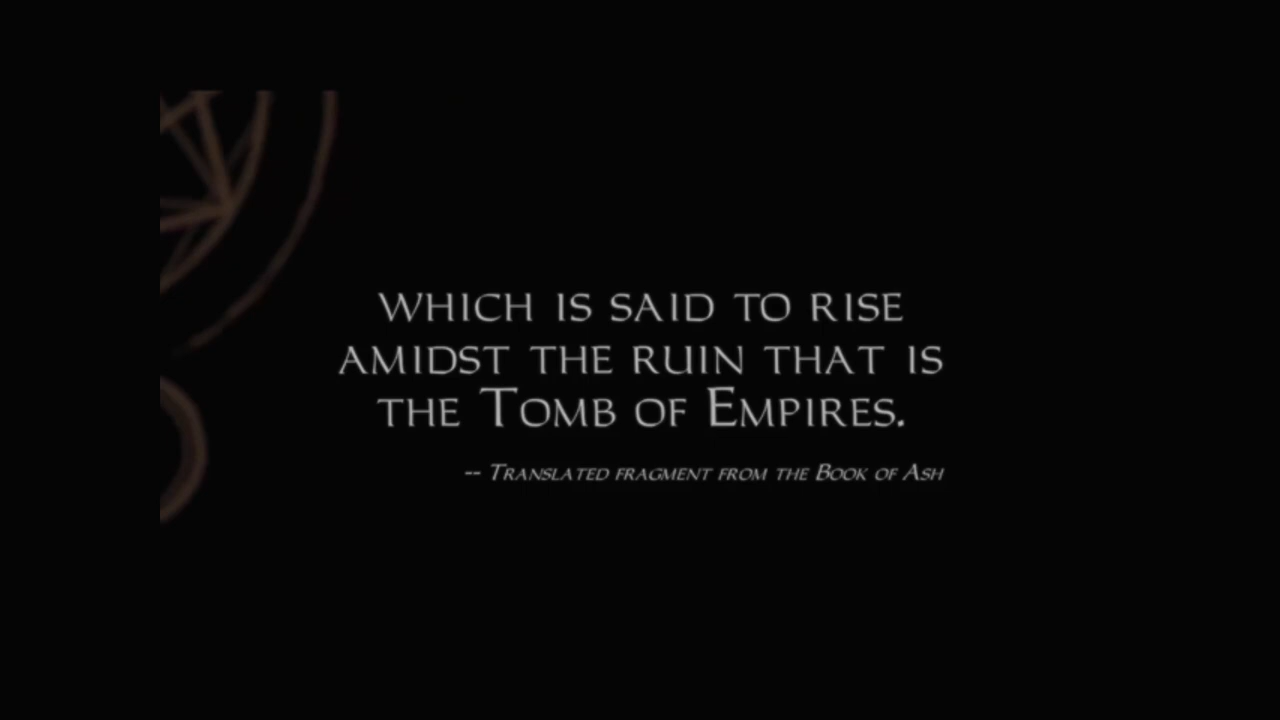 WHICH IS SAID TO RISE
AMIDST THE RUIN THAT IS
THE TOMB OF EMPIRES.
-- TRANSLATED FRAGMENT FROM THE BOOK OF ASH